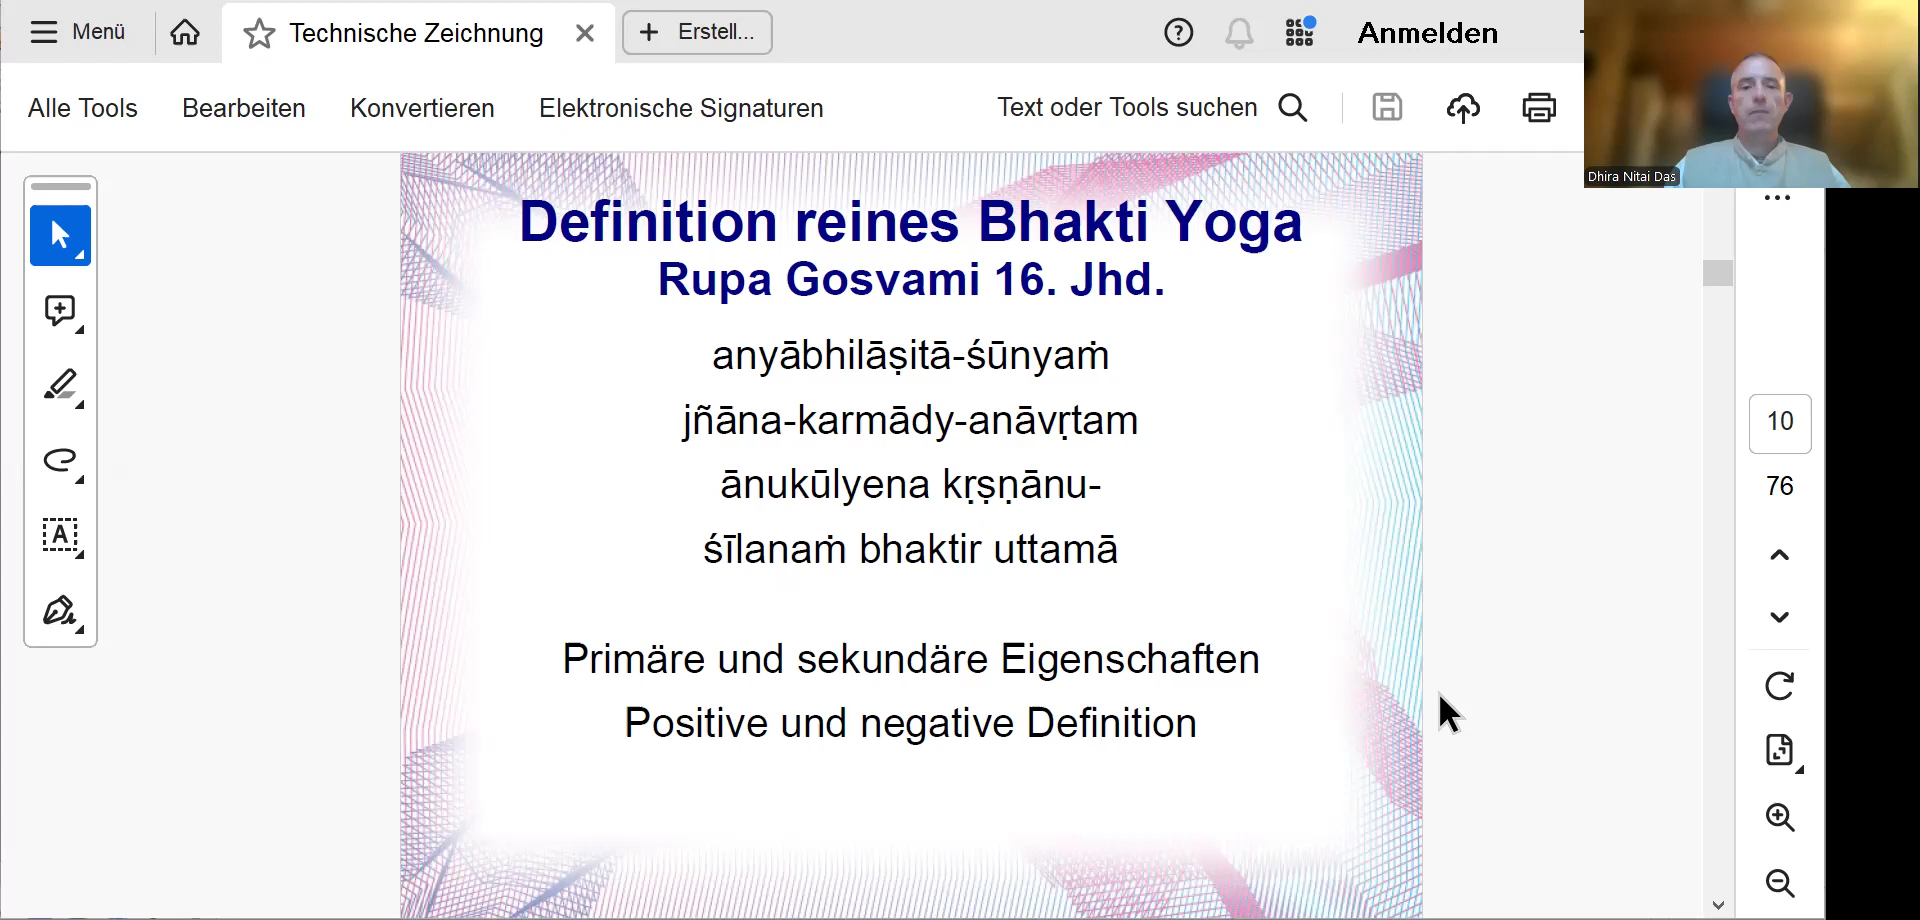 Menü
Technische Zeichnung
Erstell...
Anmelden
Alle Tools
Bearbeiten
Konvertieren
Elektronische Signaturen
Text oder Tools suchen
Dhira Nitai Das
Definition reines Bhakti Yoga
Rupa Gosvami 16. Jhd.
anyābhilāṣitā-śūnyaṁ
jñāna-karmādy-anāvṛtam
ānukūlyena kṛṣṇānu-
śīlanaṁ bhaktir uttamā
Primäre und sekundäre Eigenschaften
Positive und negative Definition
10
76